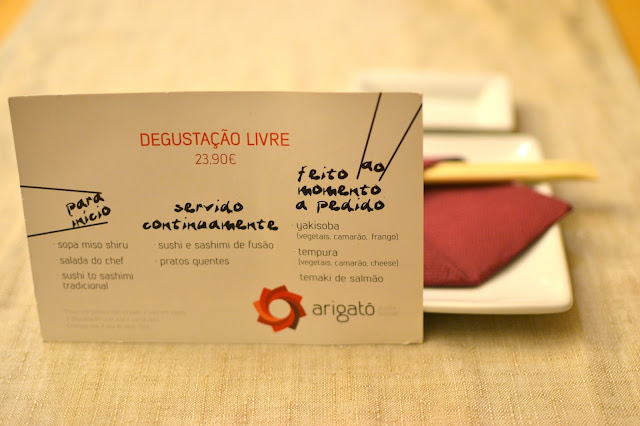 DEGUSTAÇÃO LIVRE
23,90€
para
início
· sopa miso shiru
· salada do chef
· sushi to sashimi
tradicional
servido
continuamente
· sushi e sashimi de fusão
· pratos quentes
feito ao
momento
a pedido
· yakisoba
(vegetais, camarão, frango)
· tempura
(vegetais, camarão, cheese)
· temaki de salmão
arigatô